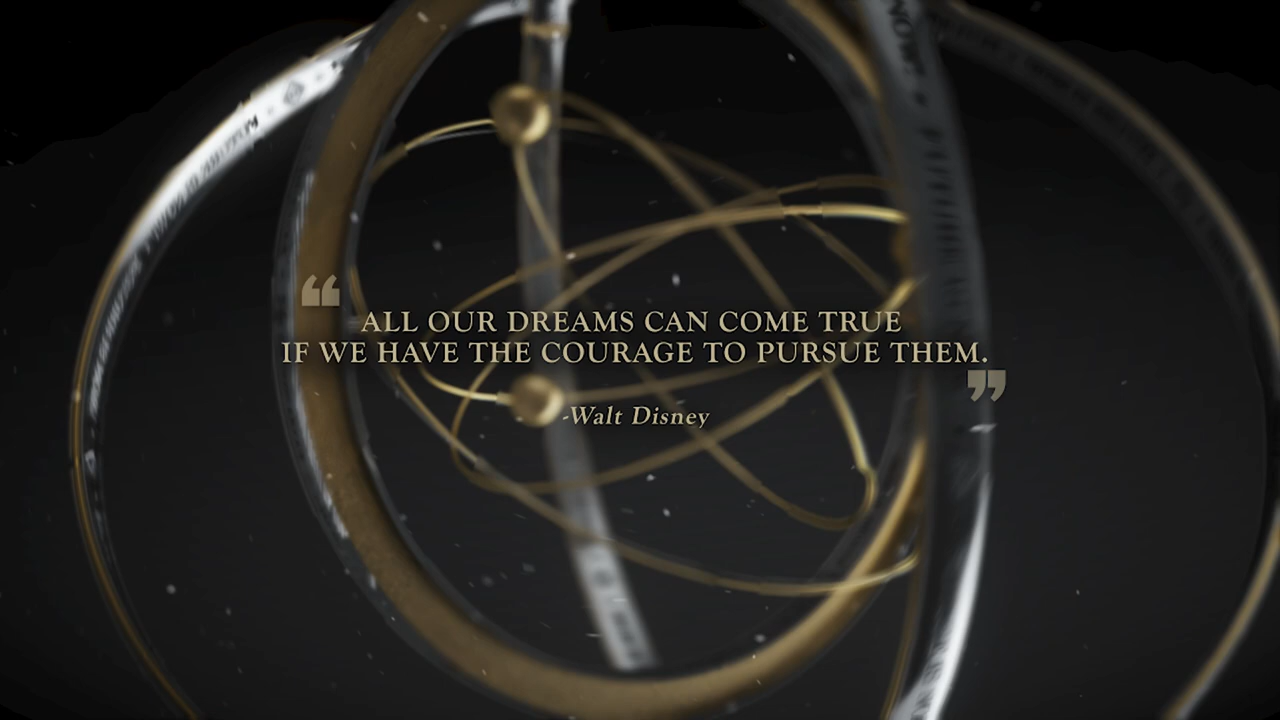 “
ALL OUR DREAMS CAN COME TRUE
IF WE HAVE THE COURAGE TO PURSUE THEM.
”
-Walt Disney